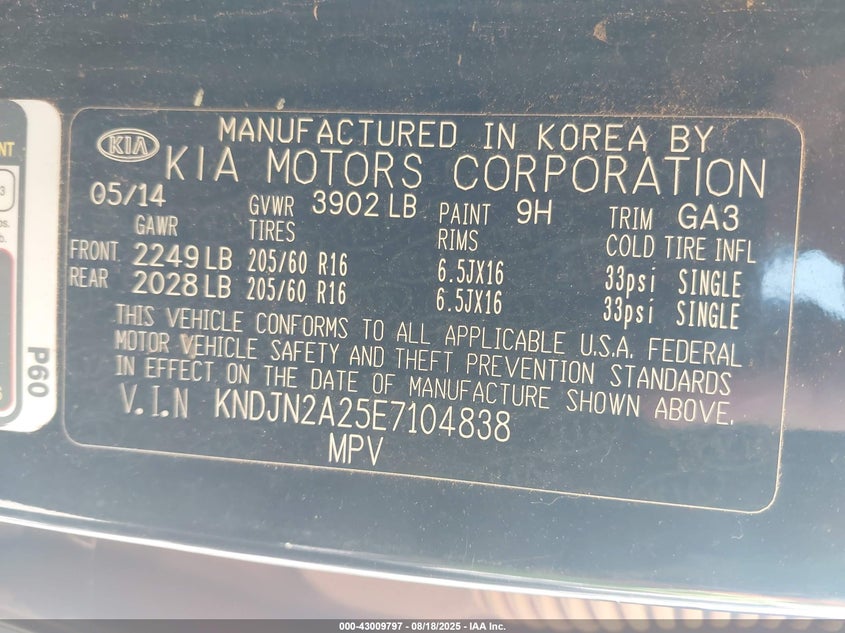 MANUFACTURED IN KOREA BY
KIA KIA MOTORS CORPORATION
05/14 GVWR 3902 LB PAINT 9H TRIM GA3
GAWR TIRES RIMS COLD TIRE INFL
FRONT 2249 LB 205/60 R16 6.5JX16 33psi SINGLE
REAR 2028 LB 205/60 R16 6.5JX16 33psi SINGLE
THIS VEHICLE CONFORMS TO ALL APPLICABLE U.S.A. FEDERAL
MOTOR VEHICLE SAFETY AND THEFT PREVENTION STANDARDS
IN EFFECT ON THE DATE OF MANUFACTURE SHOWN ABOVE.
V.I.N KNDJN2A25E7104838
MPV
NT
3
P60
000-43009797 - 08/18/2025 - IAA Inc.